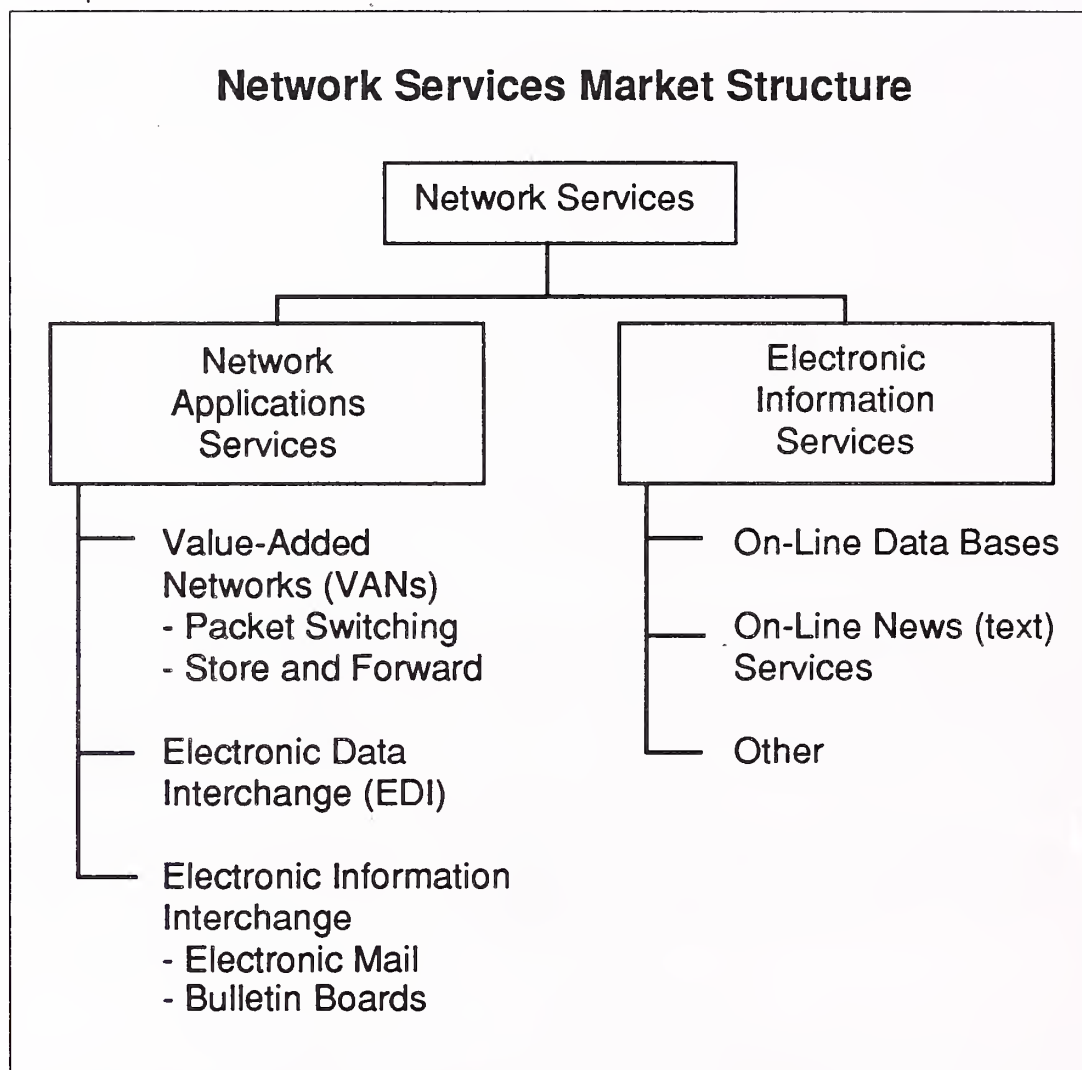 Network Services Market Structure
Network Services
Network
Applications
Services
Value-Added
Networks (VANs)
- Packet Switching
- Store and Forward
Electronic Data
Interchange (EDI)
Electronic Information
Interchange
- Electronic Mail
- Bulletin Boards
Electronic
Information
Services
On-Line Data Bases
On-Line News (text)
Services
Other